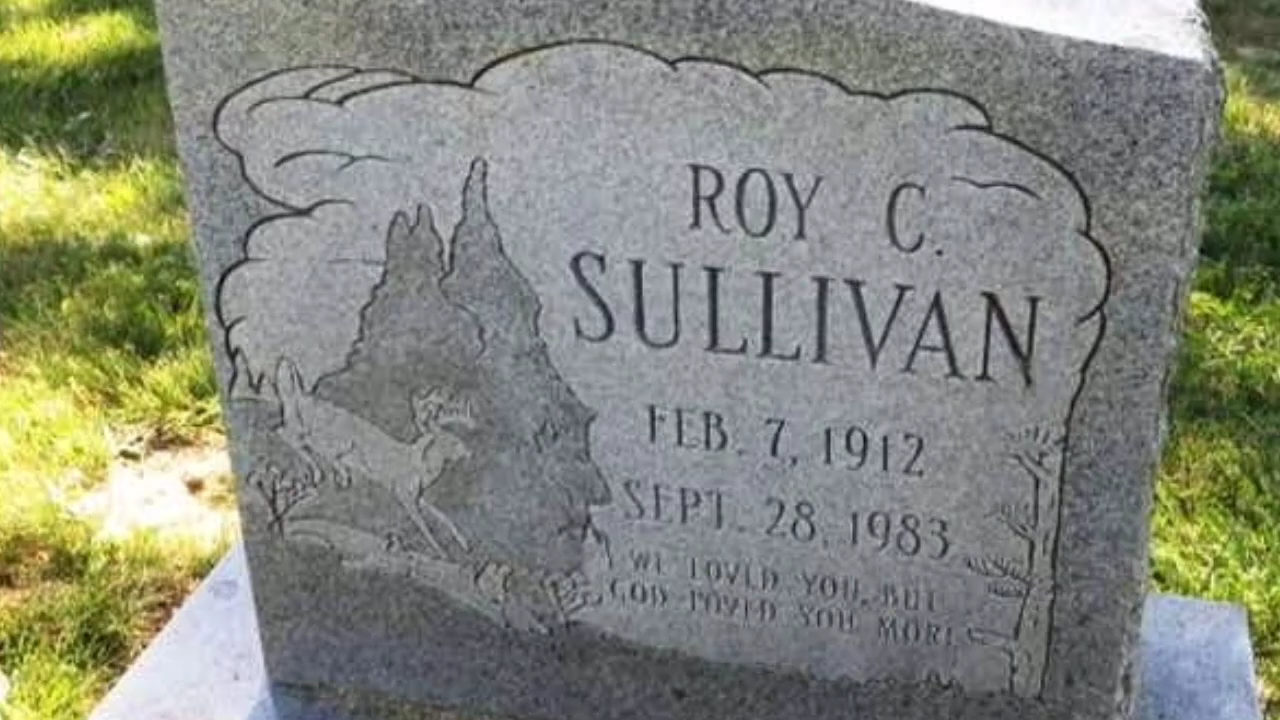 ROY C.
SULLIVAN
FEB. 7, 1912
SEPT. 28, 1983
WE LOVED YOU, BUT
GOD LOVED YOU MORE